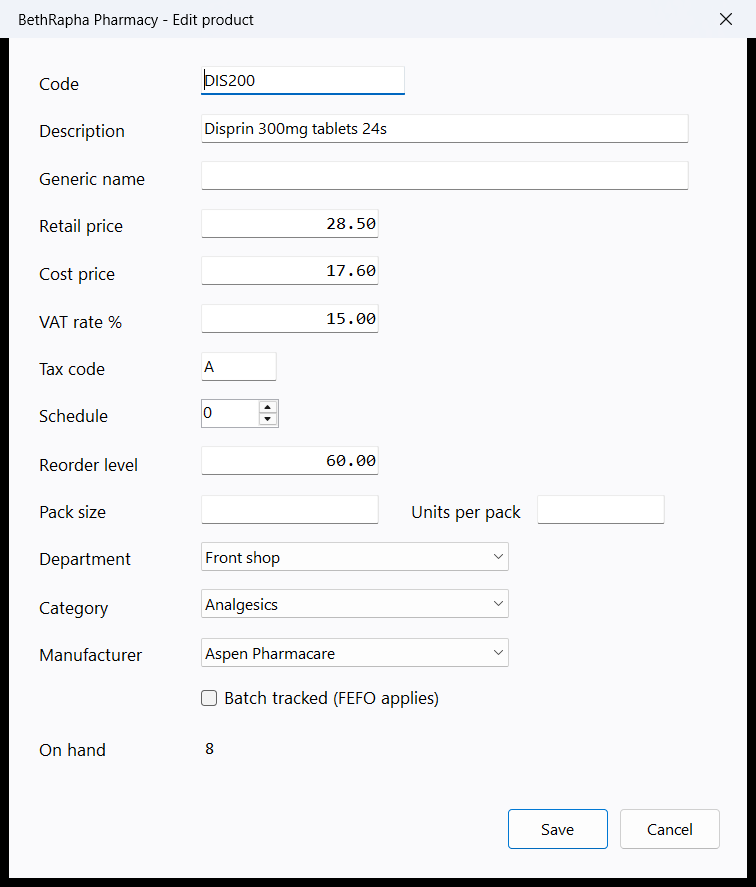 BethRapha Pharmacy - Edit product
Code DIS200
Description Disprin 300mg tablets 24s
Generic name
Retail price 28.50
Cost price 17.60
VAT rate % 15.00
Tax code A
Schedule 0
Reorder level 60.00
Pack size Units per pack
Department Front shop
Category Analgesics
Manufacturer Aspen Pharmacare
Batch tracked (FEFO applies)
On hand 8
Save Cancel